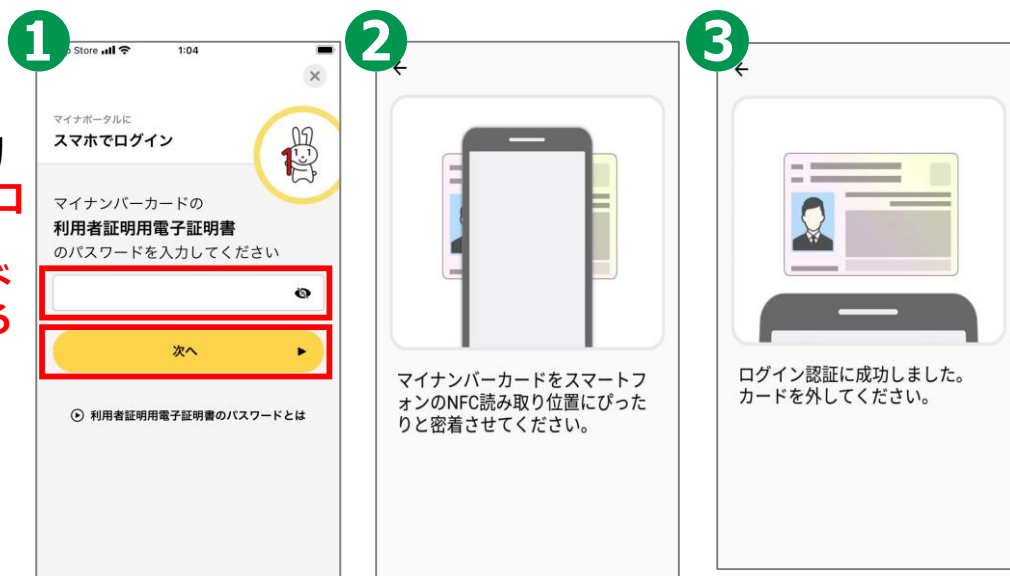 1
Store
1:04
マイナポータルに
スマホでログイン
マイナンバーカードの
利用者証明用電子証明書
のパスワードを入力してください
次へ
利用者証明用電子証明書のパスワードとは
2
マイナンバーカードをスマートフ
ォンのNFC読み取り位置にぴった
りと密着させてください。
3
ログイン認証に成功しました。
カードを外してください。